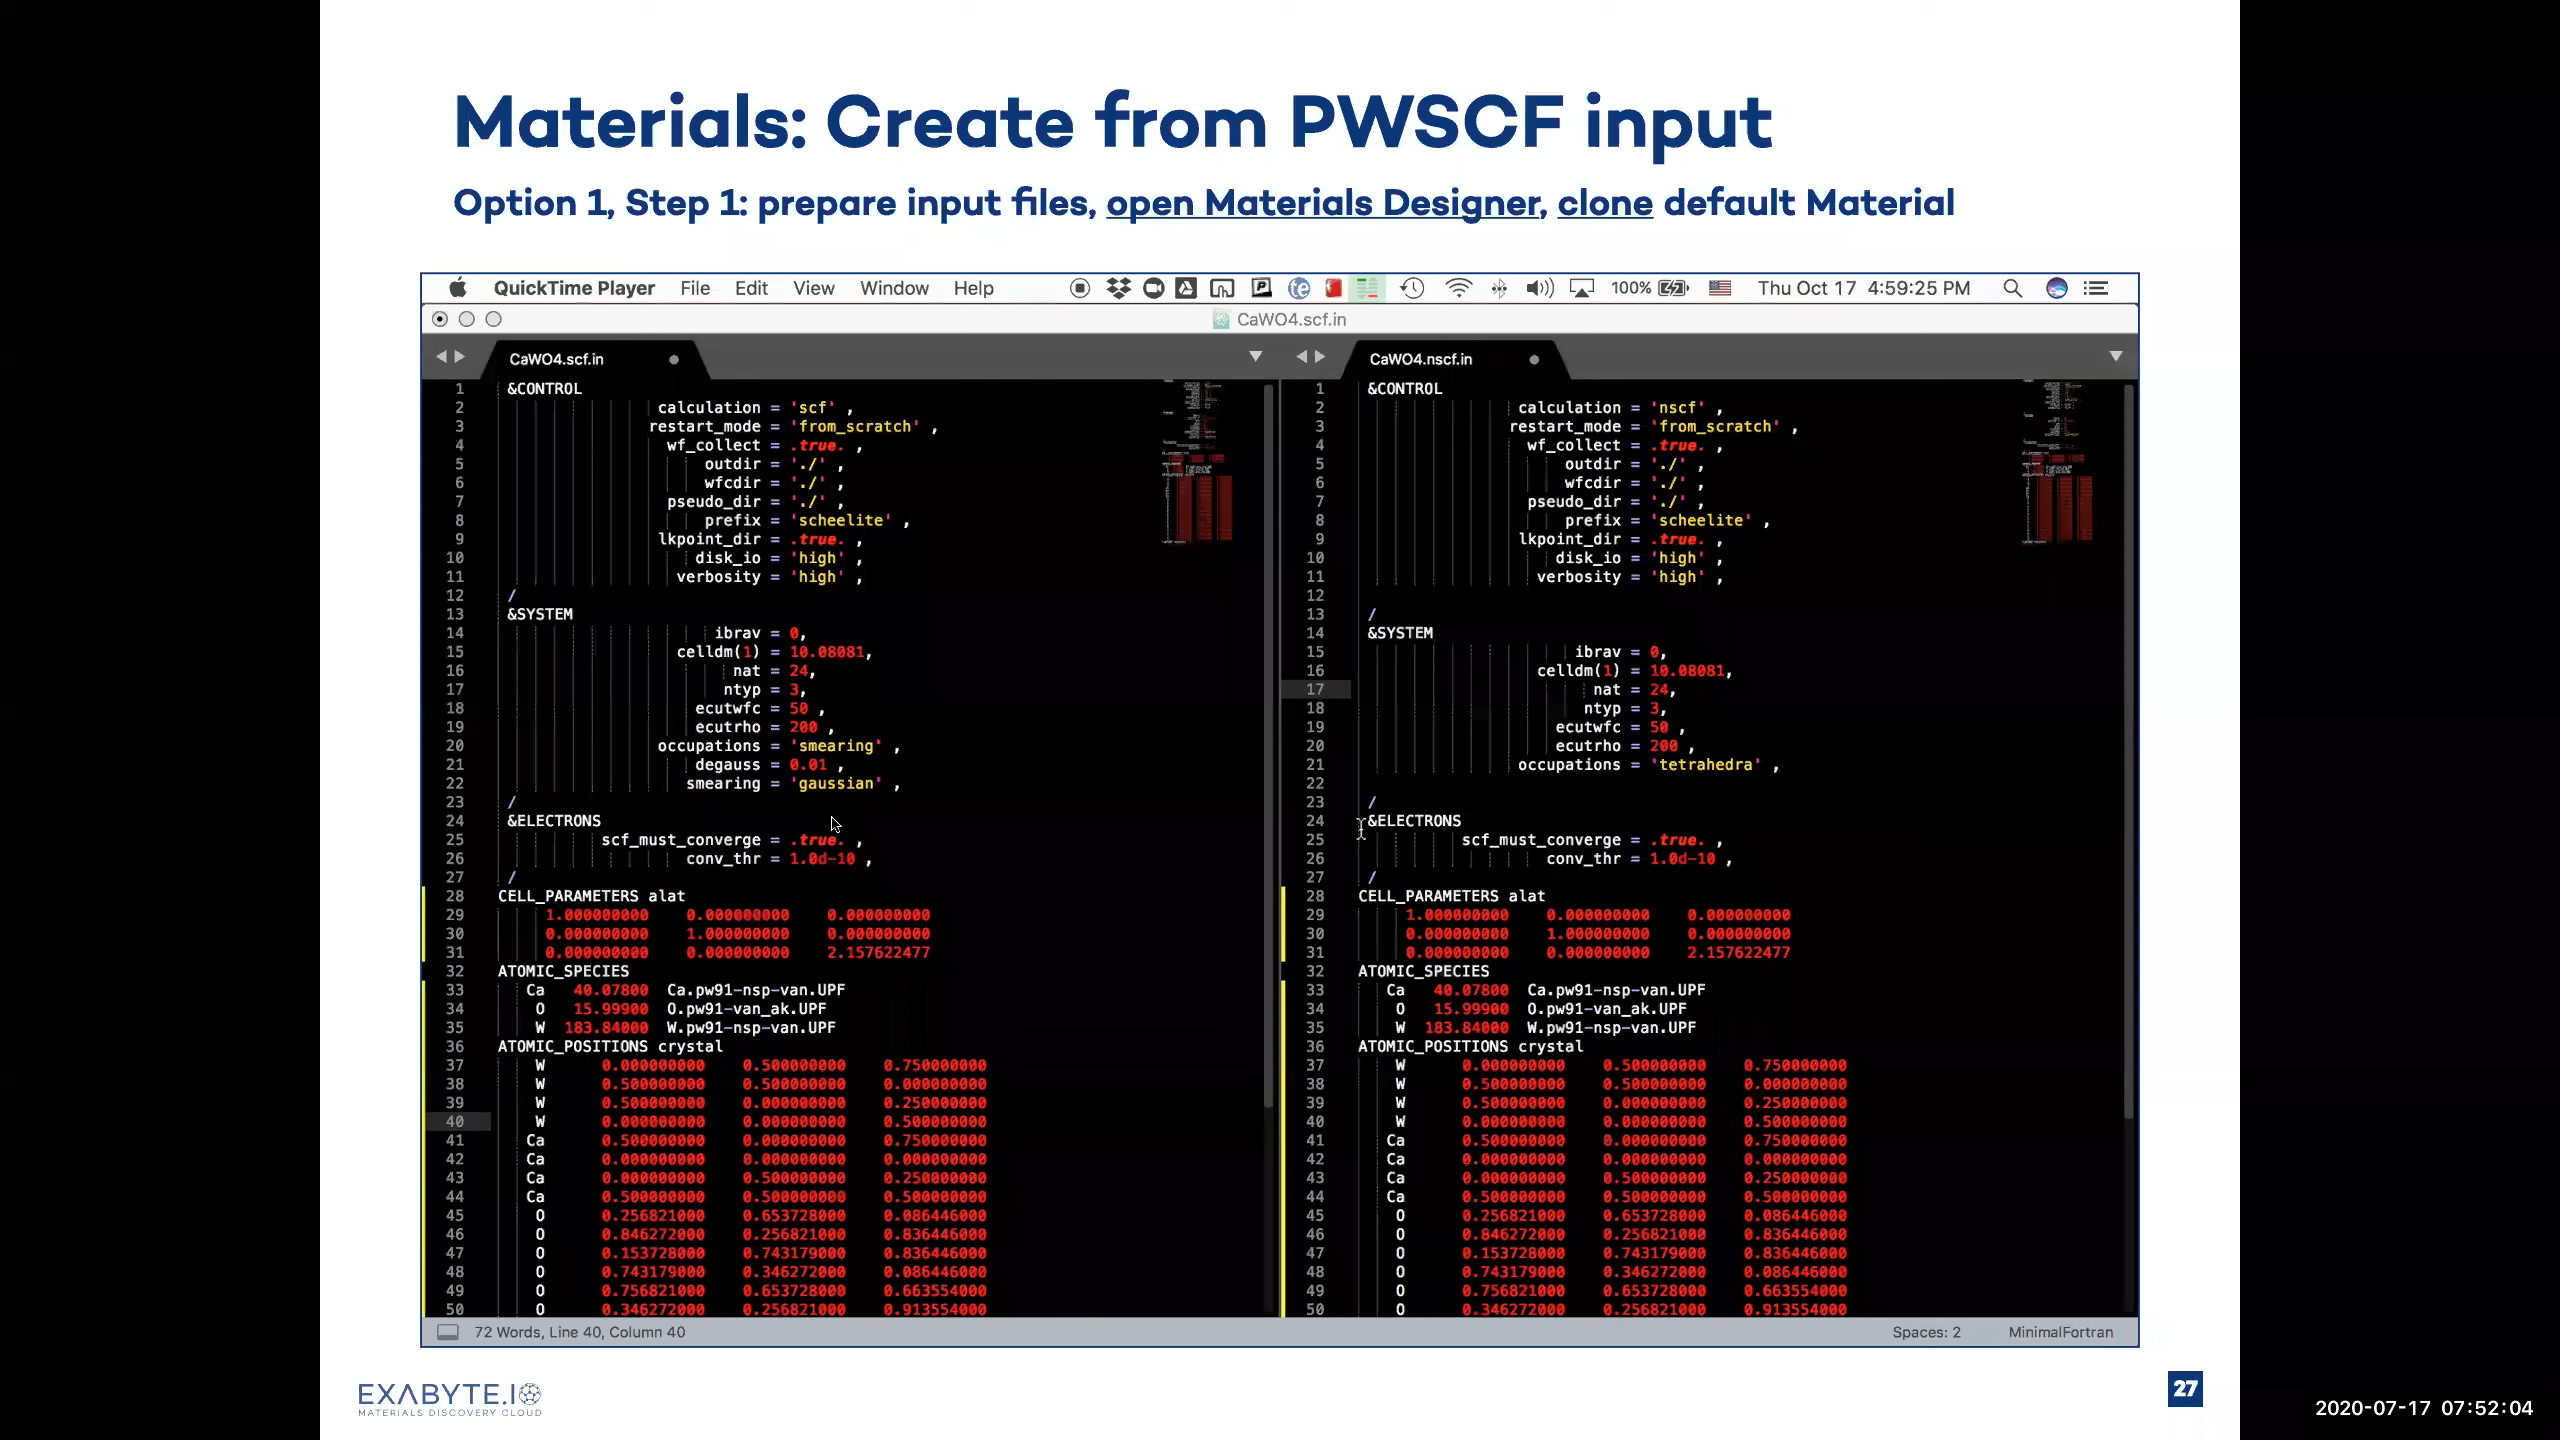 Materials: Create from PWSCF input
Option 1, Step 1: prepare input files, open Materials Designer, clone default Material
QuickTime Player File Edit View Window Help 100% Thu Oct 17 4:59:25 PM
CaWO4.scf.in
CaWO4.scf.in
1 &CONTROL
2 calculation = 'scf' ,
3 restart_mode = 'from_scratch' ,
4 wf_collect = .true. ,
5 outdir = './' ,
6 wfcdir = './' ,
7 pseudo_dir = './' ,
8 prefix = 'scheelite' ,
9 lkpoint_dir = .true. ,
10 disk_io = 'high' ,
11 verbosity = 'high' ,
12 /
13 &SYSTEM
14 ibrav = 0,
15 celldm(1) = 10.08081,
16 nat = 24,
17 ntyp = 3,
18 ecutwfc = 50 ,
19 ecutrho = 200 ,
20 occupations = 'smearing' ,
21 degauss = 0.01 ,
22 smearing = 'gaussian' ,
23 /
24 &ELECTRONS
25 scf_must_converge = .true. ,
26 conv_thr = 1.0d-10 ,
27 /
28 CELL_PARAMETERS alat
29 1.000000000 0.000000000 0.000000000
30 0.000000000 1.000000000 0.000000000
31 0.000000000 0.000000000 2.157622477
32 ATOMIC_SPECIES
33 Ca 40.07800 Ca.pw91-nsp-van.UPF
34 O 15.99900 O.pw91-van_ak.UPF
35 W 183.84000 W.pw91-nsp-van.UPF
36 ATOMIC_POSITIONS crystal
37 W 0.000000000 0.500000000 0.750000000
38 W 0.500000000 0.500000000 0.000000000
39 W 0.500000000 0.000000000 0.250000000
40 W 0.000000000 0.000000000 0.500000000
41 Ca 0.500000000 0.000000000 0.750000000
42 Ca 0.000000000 0.000000000 0.000000000
43 Ca 0.000000000 0.500000000 0.250000000
44 Ca 0.500000000 0.500000000 0.500000000
45 O 0.256821000 0.653728000 0.086446000
46 O 0.846272000 0.256821000 0.836446000
47 O 0.153728000 0.743179000 0.836446000
48 O 0.743179000 0.346272000 0.086446000
49 O 0.756821000 0.653728000 0.663554000
50 O 0.346272000 0.256821000 0.913554000
CaWO4.nscf.in
1 &CONTROL
2 calculation = 'nscf' ,
3 restart_mode = 'from_scratch' ,
4 wf_collect = .true. ,
5 outdir = './' ,
6 wfcdir = './' ,
7 pseudo_dir = './' ,
8 prefix = 'scheelite' ,
9 lkpoint_dir = .true. ,
10 disk_io = 'high' ,
11 verbosity = 'high' ,
12
13 /
14 &SYSTEM
15 ibrav = 0,
16 celldm(1) = 10.08081,
17 nat = 24,
18 ntyp = 3,
19 ecutwfc = 50 ,
20 ecutrho = 200 ,
21 occupations = 'tetrahedra' ,
22
23 /
24 &ELECTRONS
25 scf_must_converge = .true. ,
26 conv_thr = 1.0d-10 ,
27 /
28 CELL_PARAMETERS alat
29 1.000000000 0.000000000 0.000000000
30 0.000000000 1.000000000 0.000000000
31 0.000000000 0.000000000 2.157622477
32 ATOMIC_SPECIES
33 Ca 40.07800 Ca.pw91-nsp-van.UPF
34 O 15.99900 O.pw91-van_ak.UPF
35 W 183.84000 W.pw91-nsp-van.UPF
36 ATOMIC_POSITIONS crystal
37 W 0.000000000 0.500000000 0.750000000
38 W 0.500000000 0.500000000 0.000000000
39 W 0.500000000 0.000000000 0.250000000
40 W 0.000000000 0.000000000 0.500000000
41 Ca 0.500000000 0.000000000 0.750000000
42 Ca 0.000000000 0.000000000 0.000000000
43 Ca 0.000000000 0.500000000 0.250000000
44 Ca 0.500000000 0.500000000 0.500000000
45 O 0.256821000 0.653728000 0.086446000
46 O 0.846272000 0.256821000 0.836446000
47 O 0.153728000 0.743179000 0.836446000
48 O 0.743179000 0.346272000 0.086446000
49 O 0.756821000 0.653728000 0.663554000
50 O 0.346272000 0.256821000 0.913554000
72 Words, Line 40, Column 40 Spaces: 2 MinimalFortran
EXABYTE.IO
MATERIALS DISCOVERY CLOUD
27
2020-07-17 07:52:04